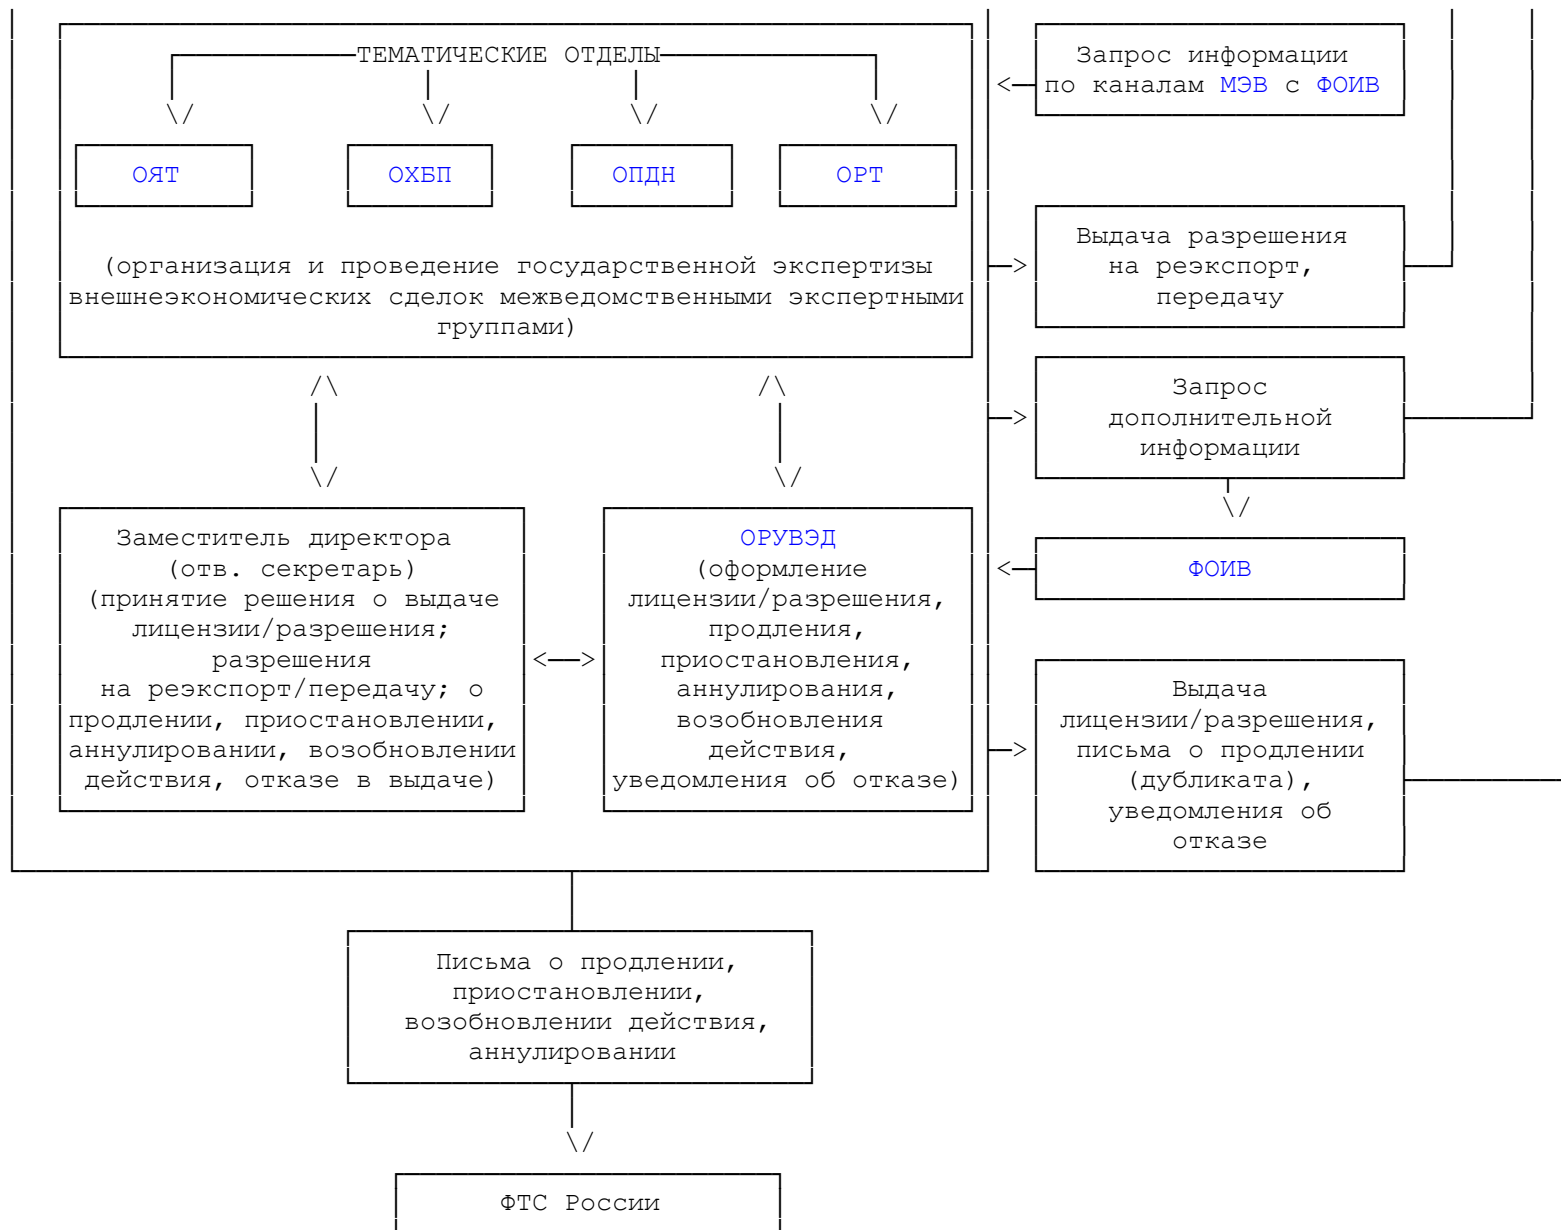 ТЕМАТИЧЕСКИЕ ОТДЕЛЫ
Запрос информации
по каналам МЭВ с ФОИВ
ОЯТ
ОХБП
ОПДН
ОРТ
(организация и проведение государственной экспертизы
внешнеэкономических сделок межведомственными экспертными
группами)
Выдача разрешения
на реэкспорт,
передачу
Запрос
дополнительной
информации
Заместитель директора
(отв. секретарь)
(принятие решения о выдаче
лицензии/разрешения;
разрешения
на реэкспорт/передачу; о
продлении, приостановлении,
аннулировании, возобновлении
действия, отказе в выдаче)
ОРУВЭД
(оформление
лицензии/разрешения,
продления,
приостановления,
аннулирования,
возобновления
действия,
уведомления об отказе)
ФОИВ
Выдача
лицензии/разрешения,
письма о продлении
(дубликата),
уведомления об
отказе
Письма о продлении,
приостановлении,
возобновлении действия,
аннулировании
ФТС России